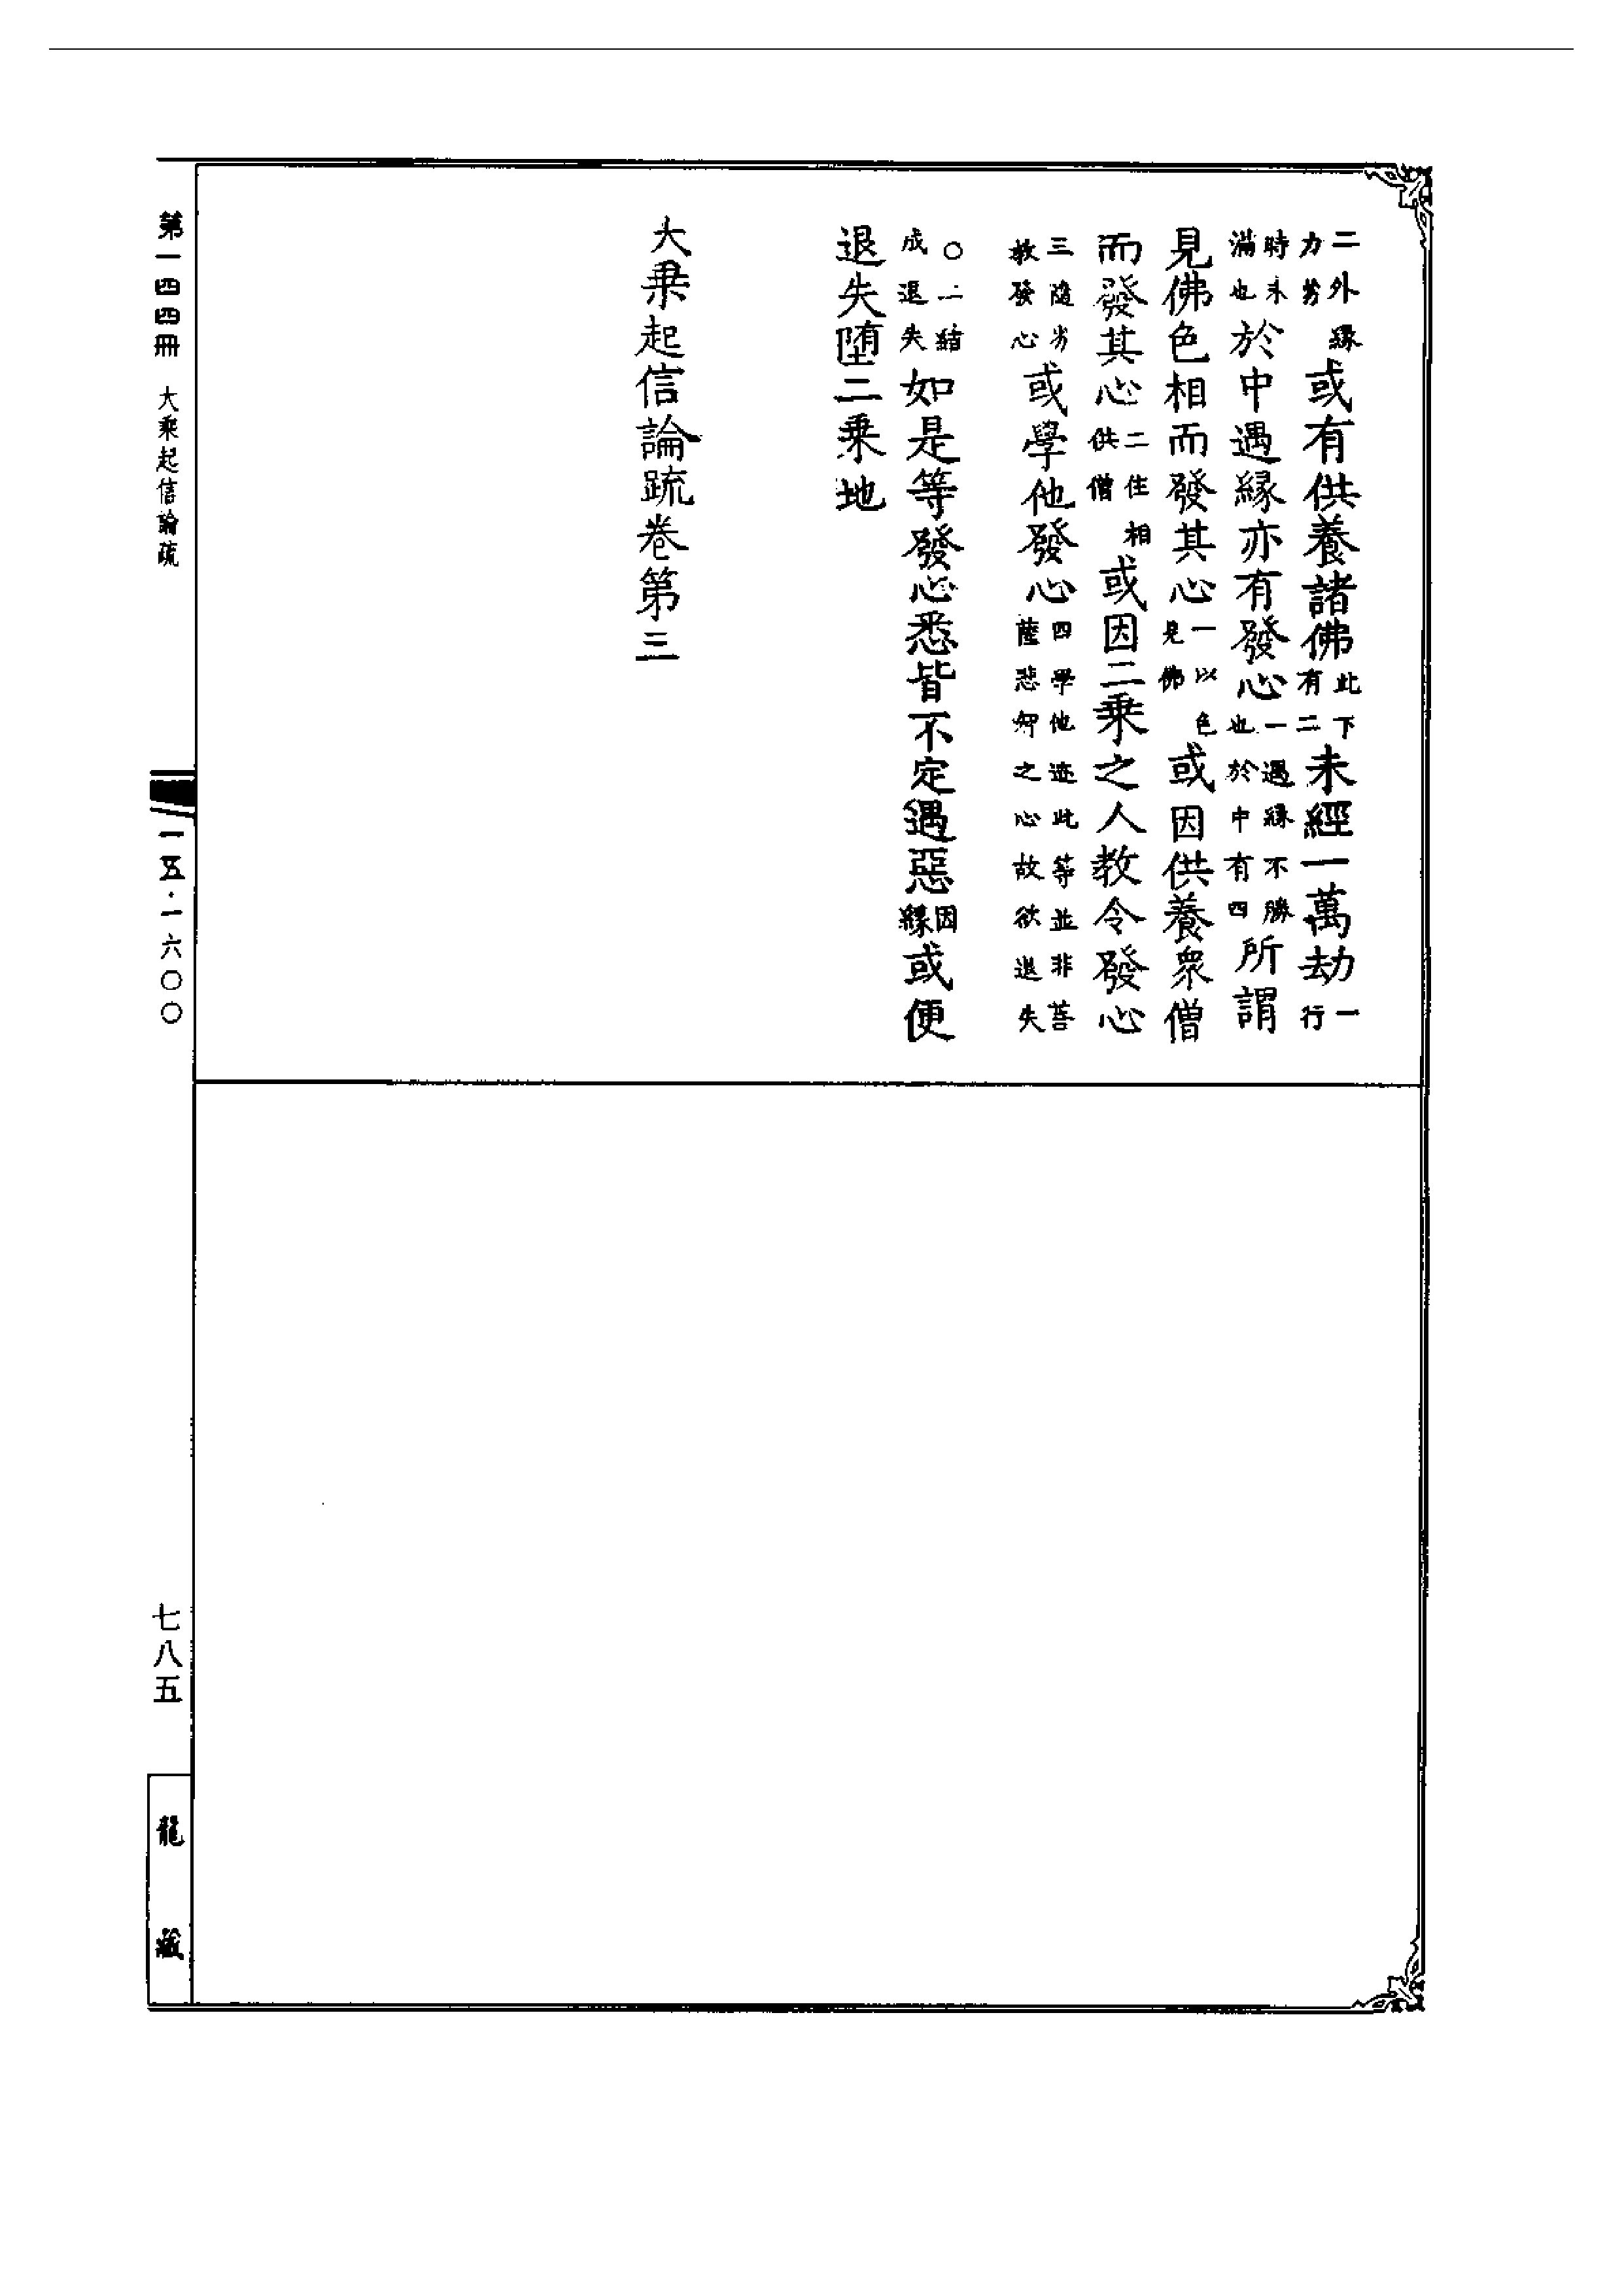 二外緣力劣或有供養諸佛此下有二未經一萬劫一行
時未滿也於中遇緣亦有發心一遇緣不勝也於中有四所謂
見佛色相而發其心一以色見佛或因供養眾僧
而發其心二住相供僧或因二乘之人教令發心
三隨劣教發心或學他發心四學他迹此等並非菩薩悲智之心故欲退失
○二結成退失如是等發心悉皆不定遇惡因緣或便
退失墮二乘地
大乘起信論疏卷第三
第一四四冊 大乘起信論疏 一五·一六〇〇 七八五 龍藏